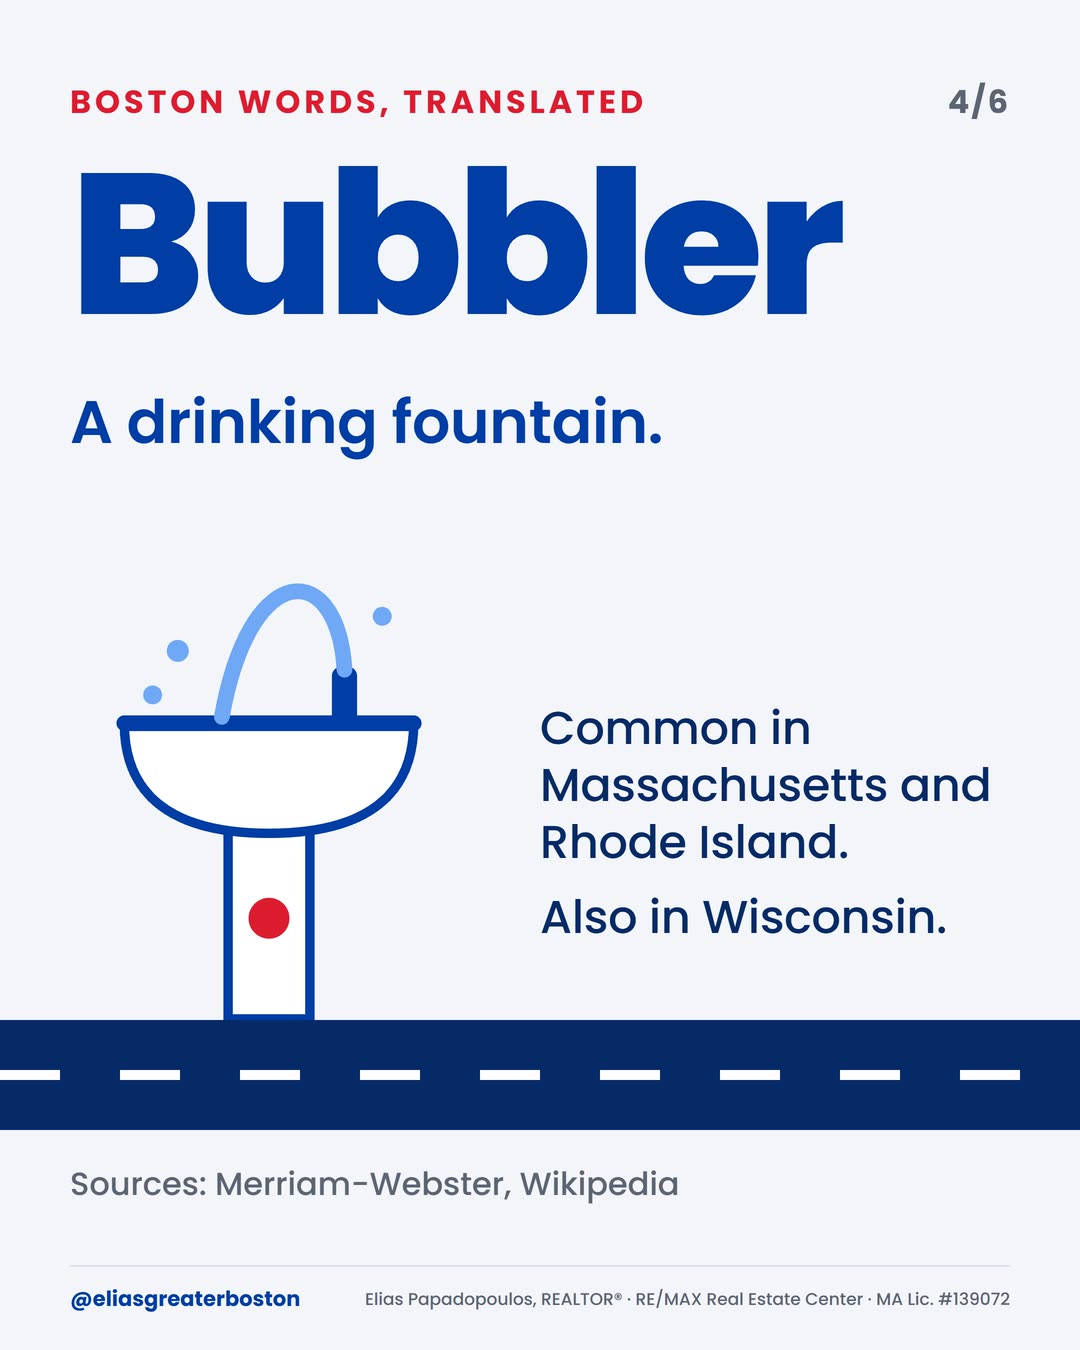 BOSTON WORDS, TRANSLATED
4/6
Bubbler
A drinking fountain.
Common in
Massachusetts and
Rhode Island.
Also in Wisconsin.
Sources: Merriam-Webster, Wikipedia
@eliasgreaterboston
Elias Papadopoulos, REALTOR® · RE/MAX Real Estate Center · MA Lic. #139072